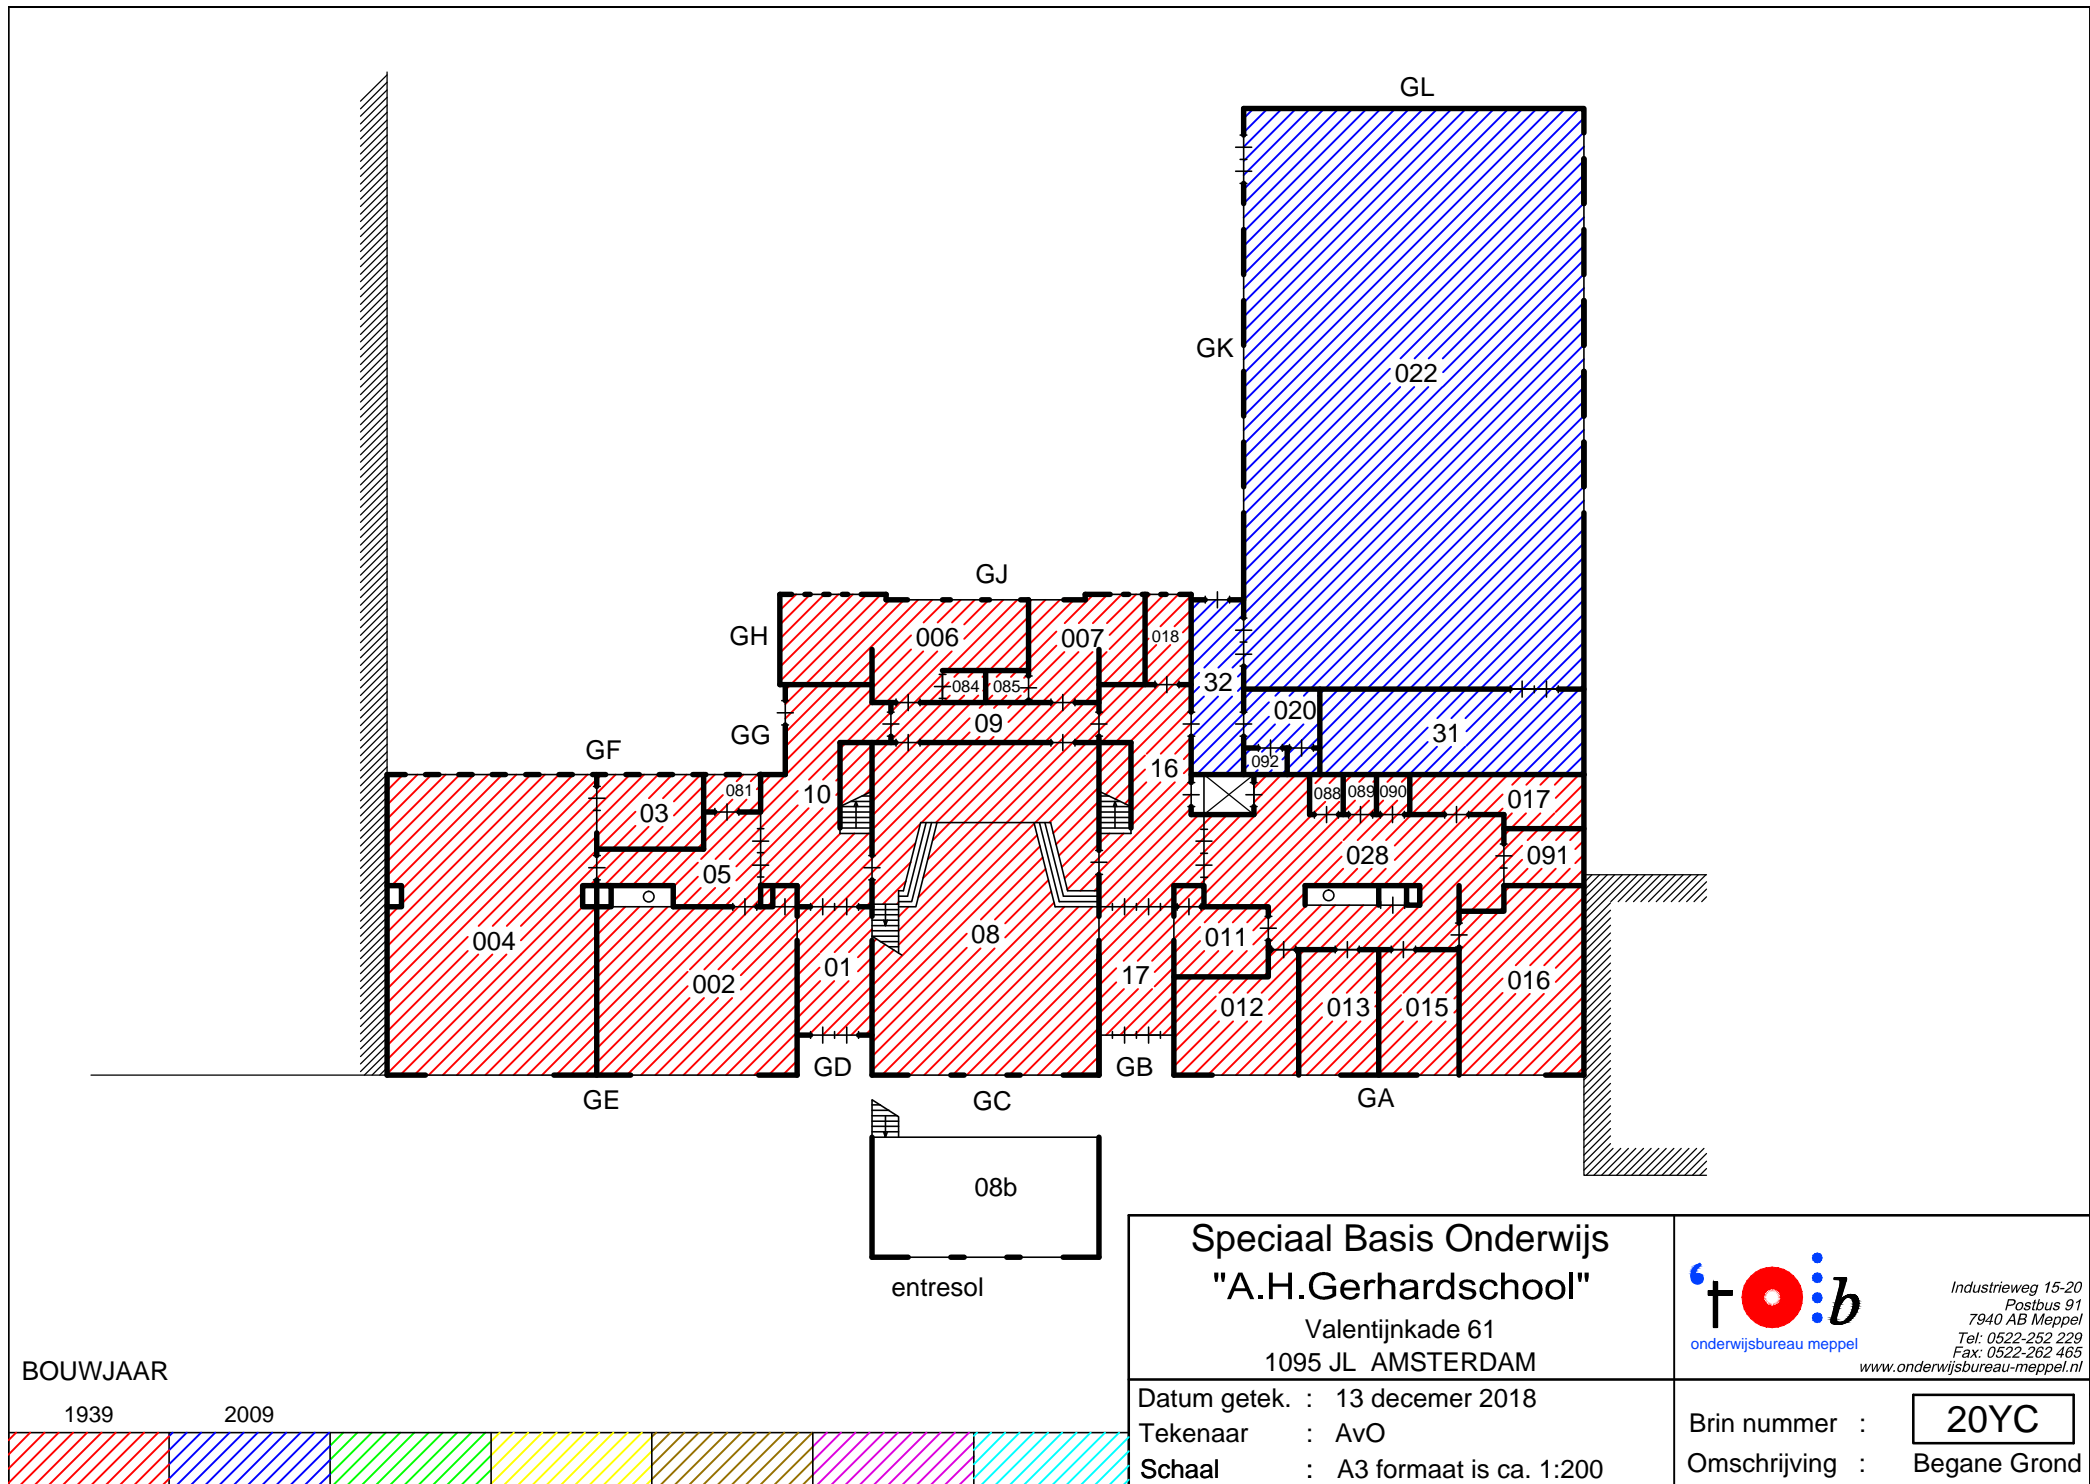 GL
GK
022
GJ
GH
006
007
018
084
085
32
GG
09
020
31
GF
092
16
10
03
081
088
089
090
017
05
028
091
004
08
011
01
17
002
012
013
015
016
GD
GB
GE
GC
GA
08b
entresol
Speciaal Basis Onderwijs
"A.H.Gerhardschool"
Valentijnkade 61
1095 JL AMSTERDAM
't oib
onderwijsbureau meppel
Industrieweg 15-20
Postbus 91
7940 AB Meppel
Tel: 0522-252 229
Fax: 0522-262 465
www.onderwijsbureau-meppel.nl
BOUWJAAR
1939
2009
Datum getek. : 13 decemer 2018
Tekenaar : AvO
Schaal : A3 formaat is ca. 1:200
Brin nummer : 20YC
Omschrijving : Begane Grond